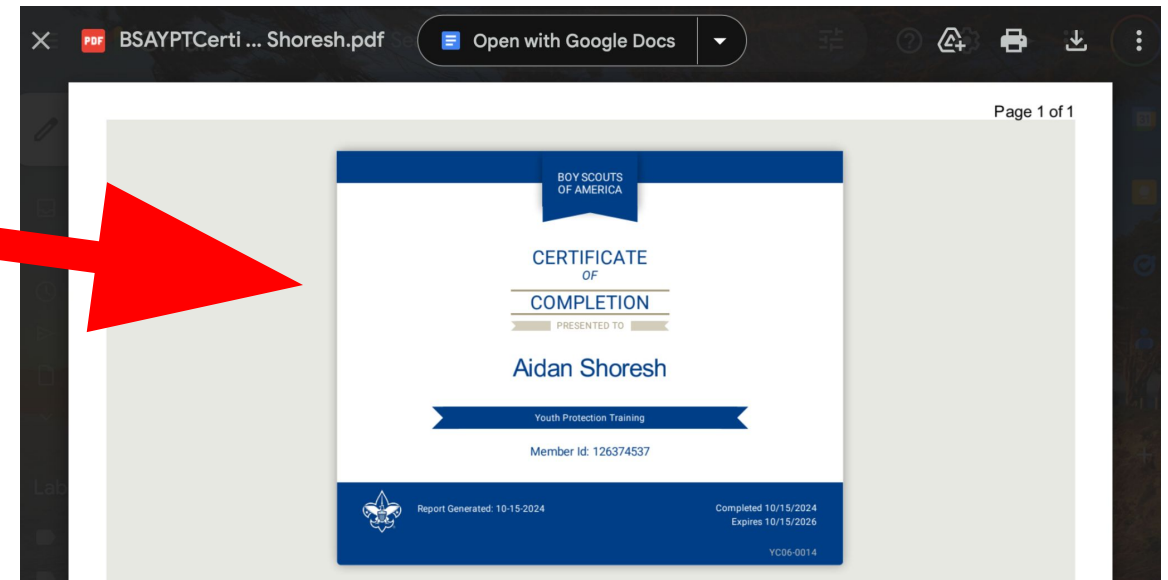 BSAYPTCerti ... Shoresh.pdf
Open with Google Docs
Page 1 of 1
BOY SCOUTS
OF AMERICA
CERTIFICATE
OF
COMPLETION
PRESENTED TO
Aidan Shoresh
Youth Protection Training
Member Id: 126374537
Report Generated: 10-15-2024
Completed 10/15/2024
Expires 10/15/2026
YC06-0014
Lab